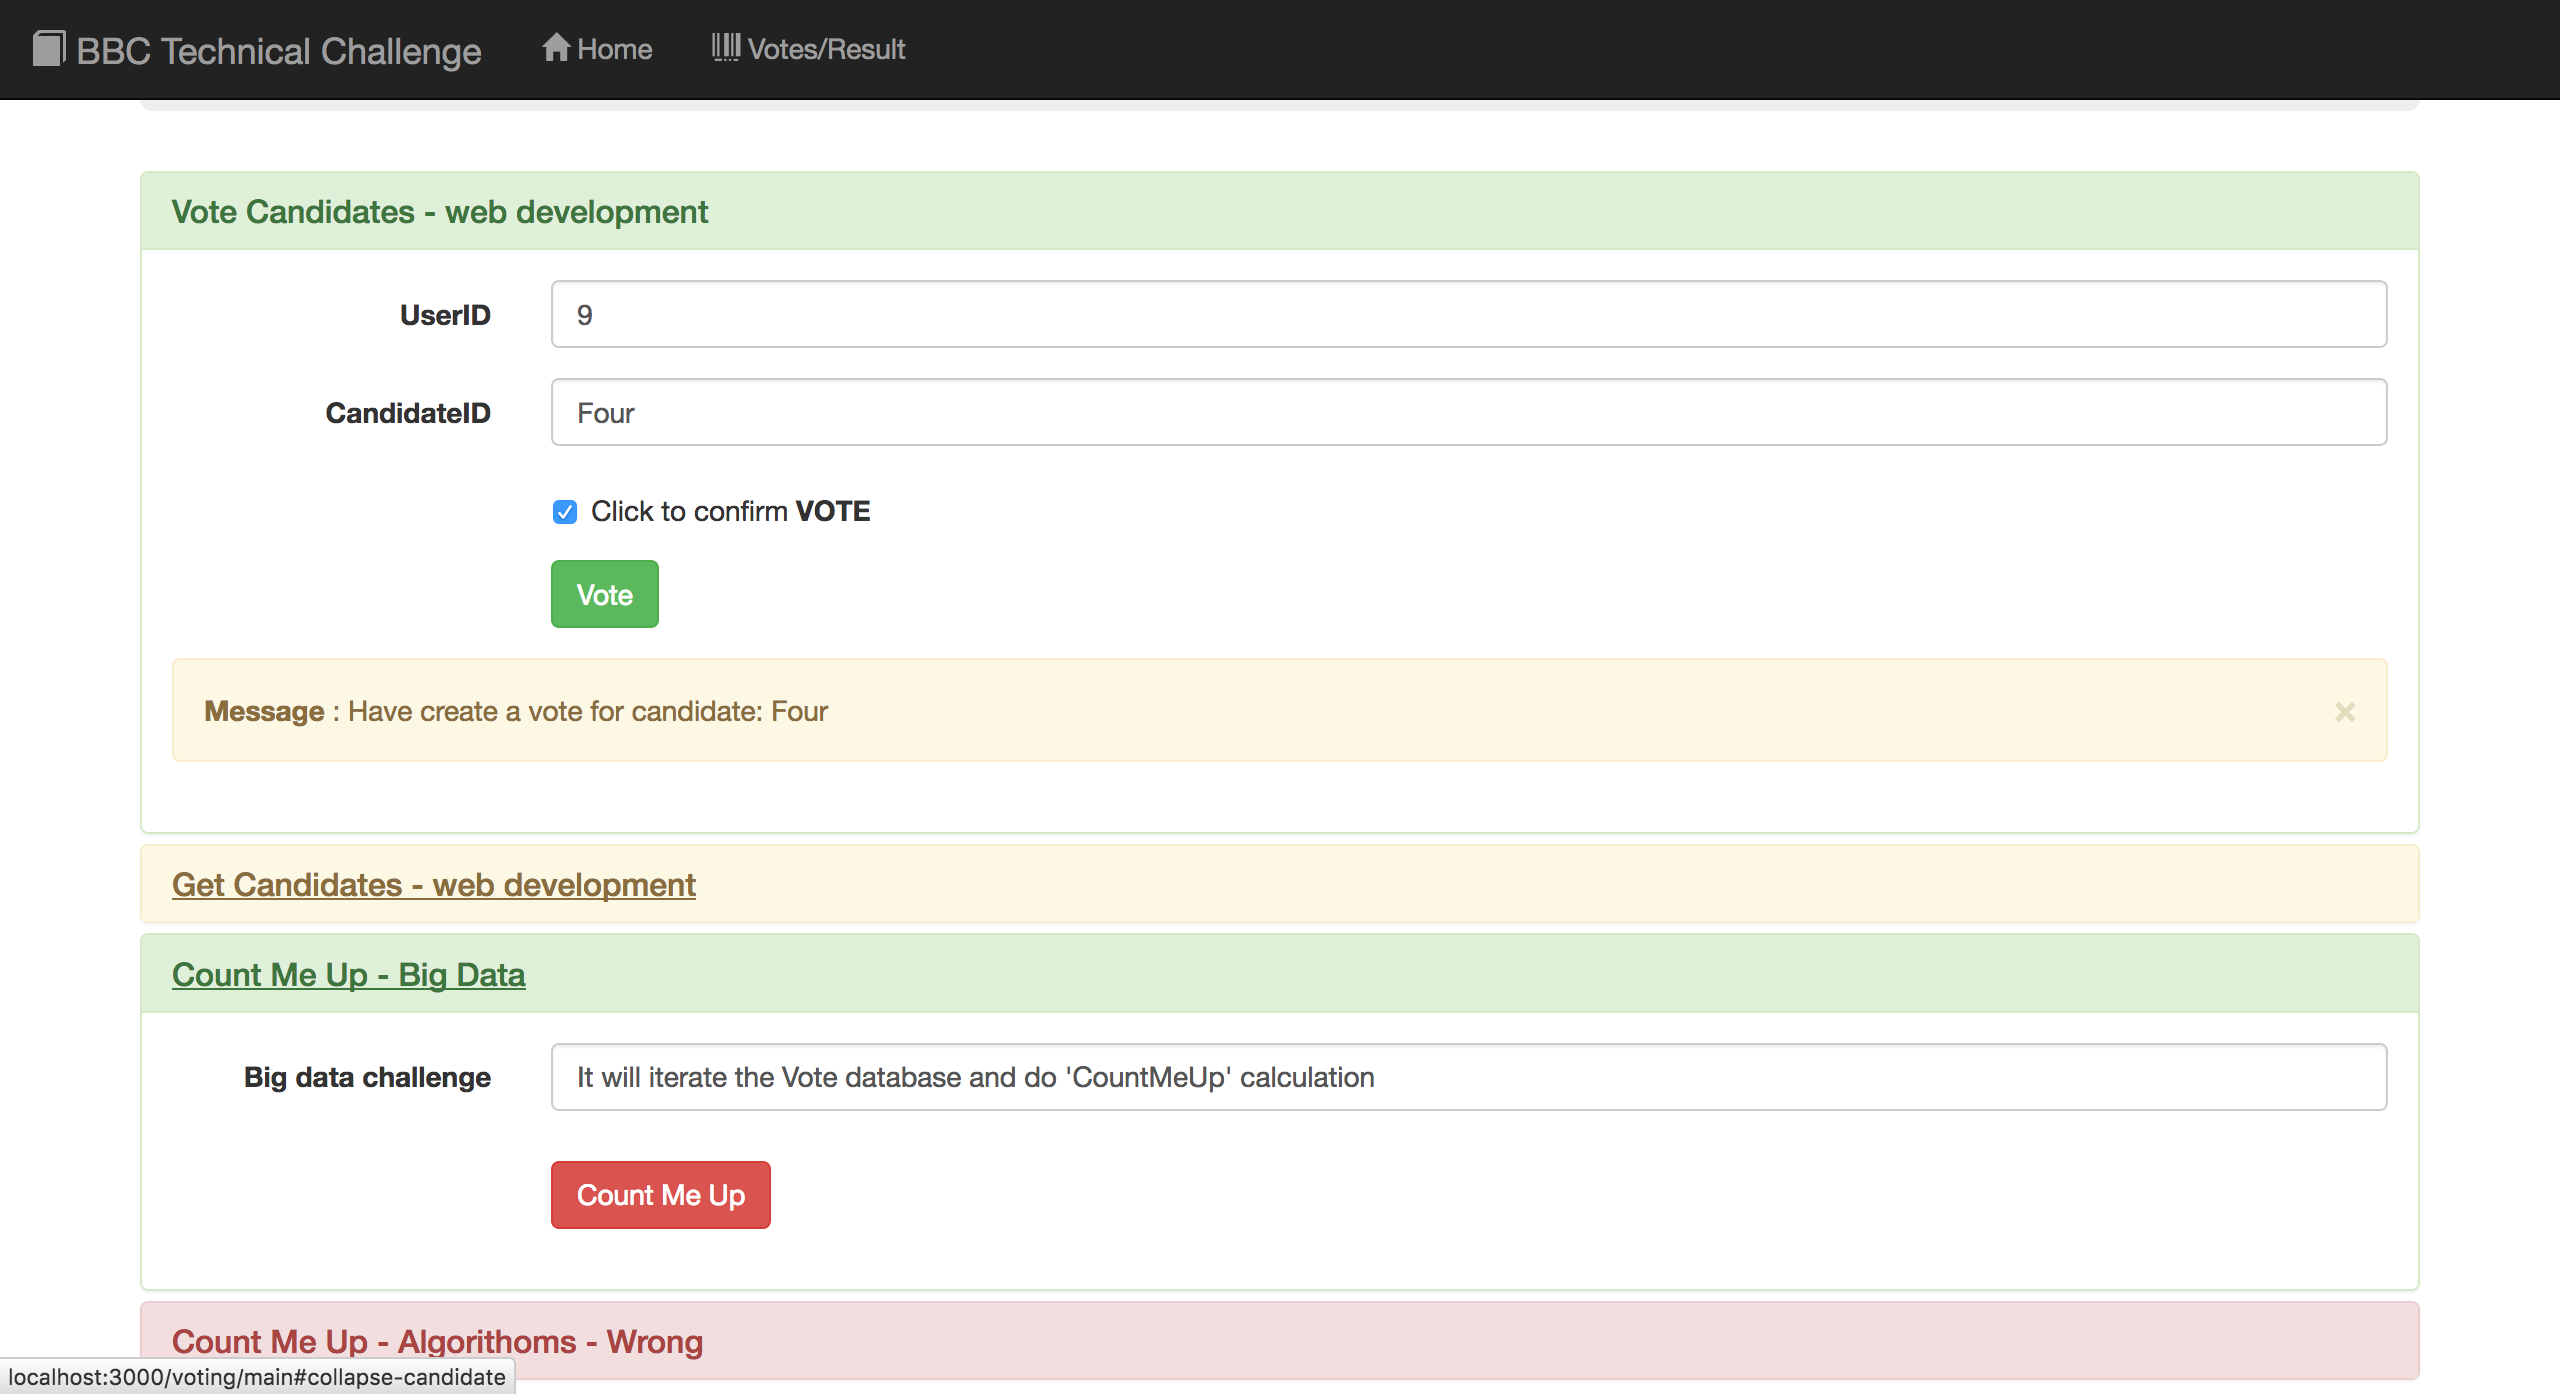 BBC Technical Challenge Home Votes/Result
Vote Candidates - web development
UserID 9
CandidateID Four
Click to confirm VOTE
Vote
Message : Have create a vote for candidate: Four ×
Get Candidates - web development
Count Me Up - Big Data
Big data challenge It will iterate the Vote database and do 'CountMeUp' calculation
Count Me Up
Count Me Up - Algorithoms - Wrong
localhost:3000/voting/main#collapse-candidate